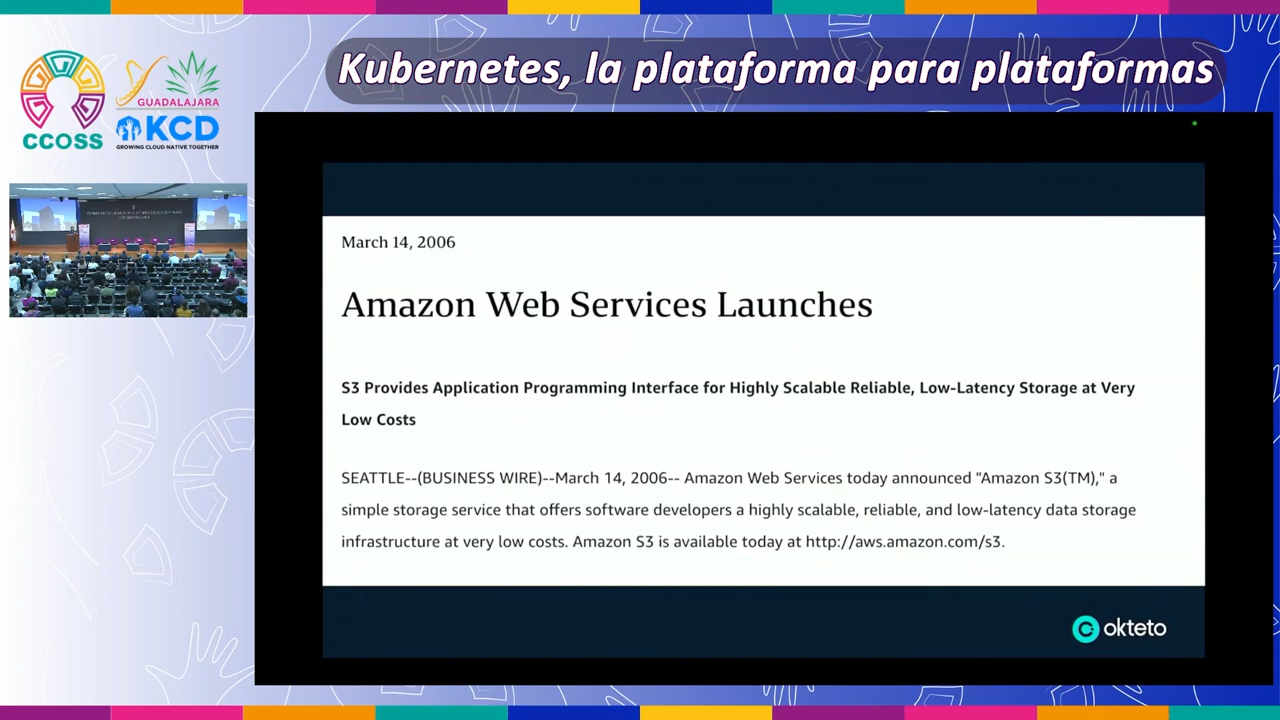 Kubernetes, la plataforma para plataformas
CCOSS
GUADALAJARA
KCD
GROWING CLOUD NATIVE TOGETHER
March 14, 2006
Amazon Web Services Launches
S3 Provides Application Programming Interface for Highly Scalable Reliable, Low-Latency Storage at Very
Low Costs
SEATTLE--(BUSINESS WIRE)--March 14, 2006-- Amazon Web Services today announced "Amazon S3(TM)," a
simple storage service that offers software developers a highly scalable, reliable, and low-latency data storage
infrastructure at very low costs. Amazon S3 is available today at http://aws.amazon.com/s3.
okteto